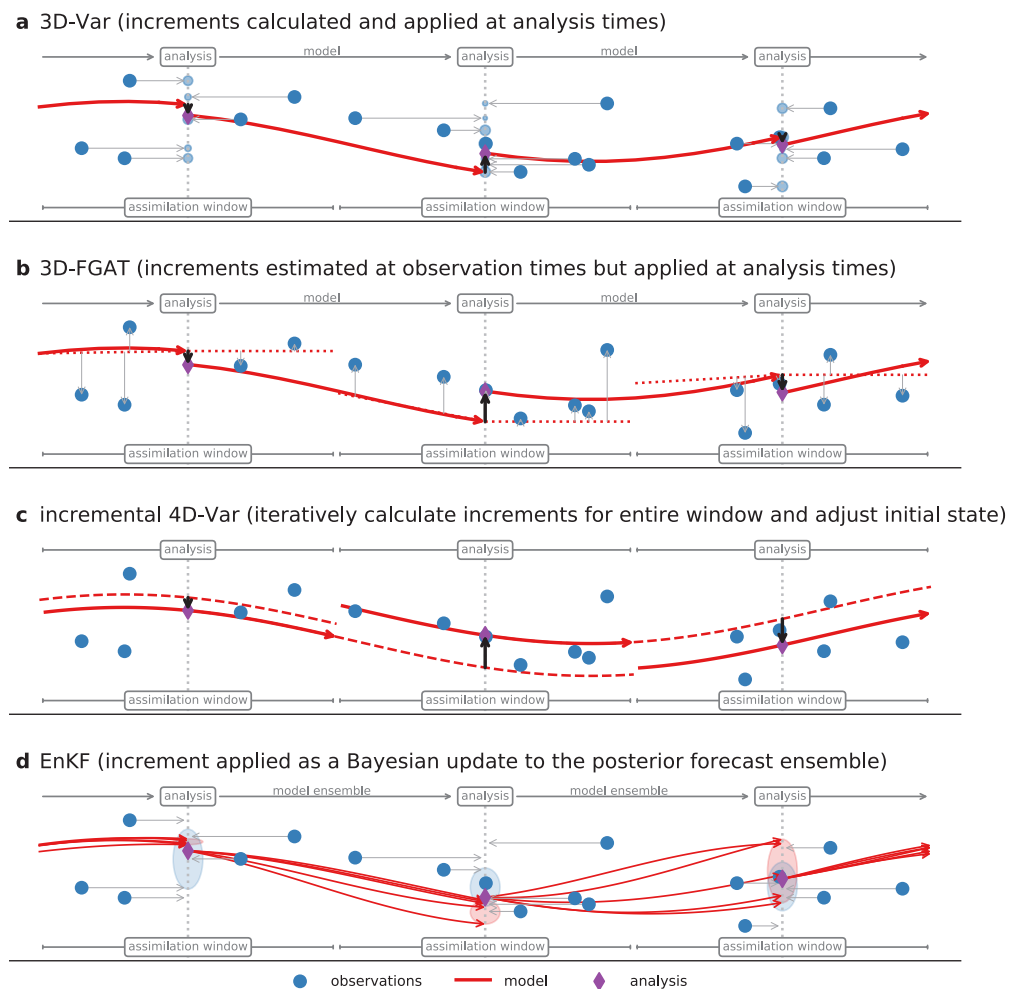 a 3D-Var (increments calculated and applied at analysis times)
analysis model analysis model analysis
assimilation window assimilation window assimilation window
b 3D-FGAT (increments estimated at observation times but applied at analysis times)
analysis model analysis model analysis
assimilation window assimilation window assimilation window
c incremental 4D-Var (iteratively calculate increments for entire window and adjust initial state)
analysis analysis analysis
assimilation window assimilation window assimilation window
d EnKF (increment applied as a Bayesian update to the posterior forecast ensemble)
analysis model ensemble analysis model ensemble analysis
assimilation window assimilation window assimilation window
observations model analysis